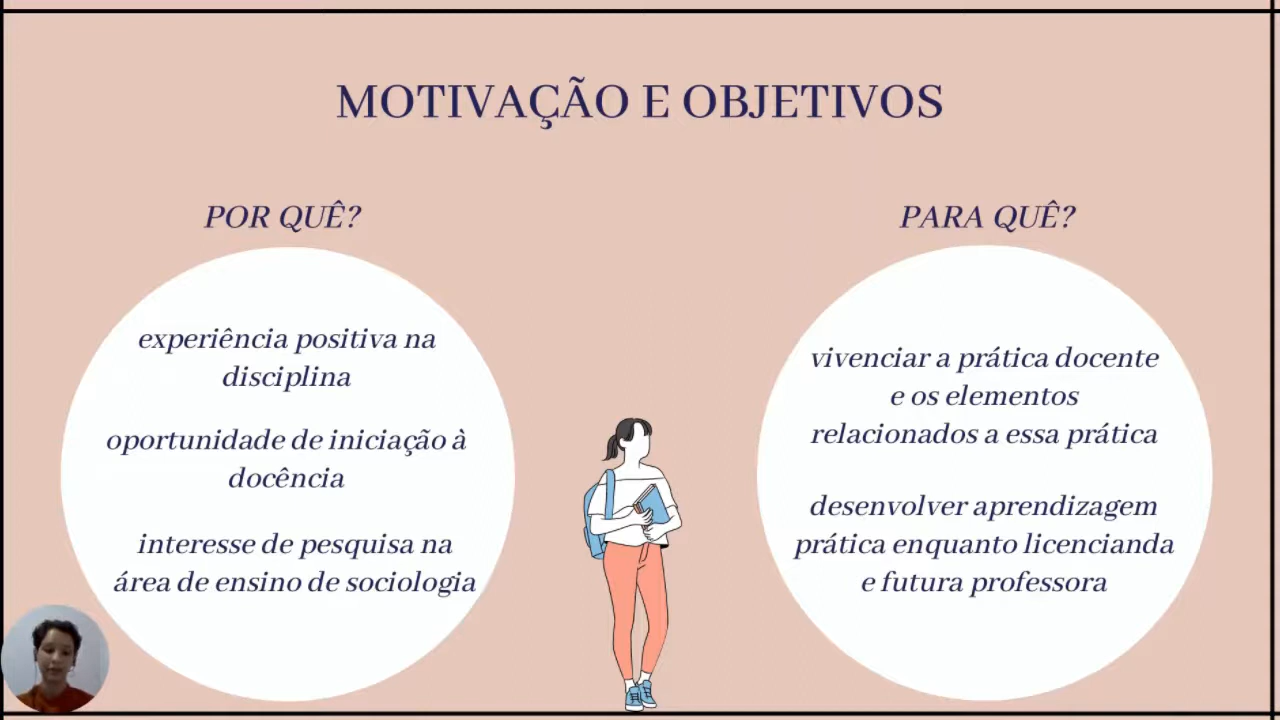 MOTIVAÇÃO E OBJETIVOS
POR QUÊ?
experiência positiva na
disciplina
oportunidade de iniciação à
docência
interesse de pesquisa na
área de ensino de sociologia
PARA QUÊ?
vivenciar a prática docente
e os elementos
relacionados a essa prática
desenvolver aprendizagem
prática enquanto licencianda
e futura professora